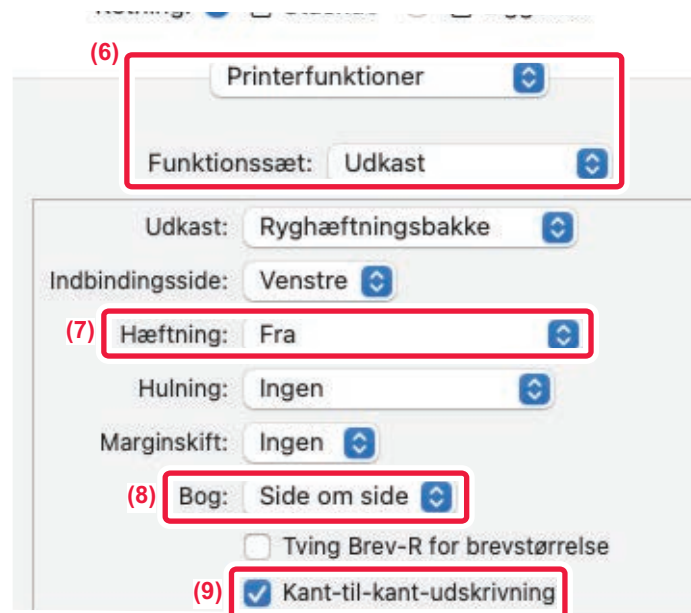 (6)
Printerfunktioner
Funktionssæt: Udkast
Udkast: Ryghæftningsbakke
Indbindingsside: Venstre
(7) Hæftning: Fra
Hulning: Ingen
Marginskift: Ingen
(8) Bog: Side om side
Tving Brev-R for brevstørrelse
(9) Kant-til-kant-udskrivning